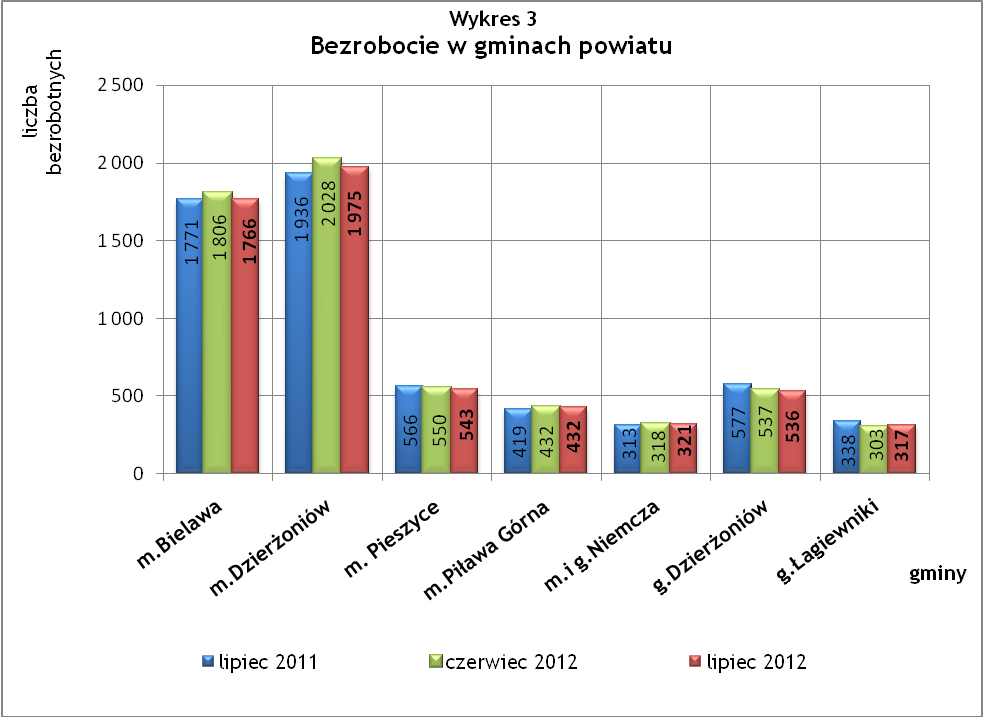 Wykres 3
Bezrobocie w gminach powiatu
liczba
bezrobotnych
2 500
2 000
1 500
1 000
500
0
1 771
1 806
1 766
1 936
2 028
1 975
566
550
543
419
432
432
313
318
321
577
537
536
338
303
317
m.Bielawa
m.Dzierżoniów
m. Pieszyce
m.Piława Górna
m.i g.Niemcza
g.Dzierżoniów
g.Łagiewniki
gminy
lipiec 2011
czerwiec 2012
lipiec 2012